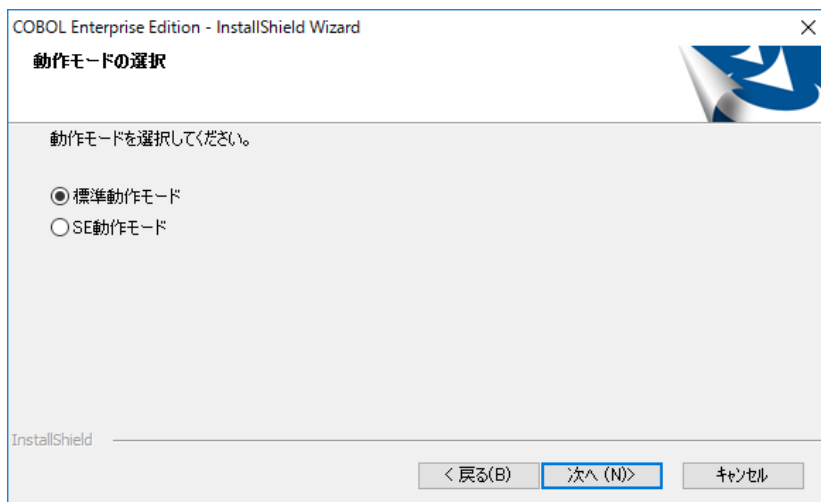 COBOL Enterprise Edition - InstallShield Wizard
動作モードの選択
動作モードを選択してください。
標準動作モード
SE動作モード
InstallShield
< 戻る(B)
次へ (N)>
キャンセル